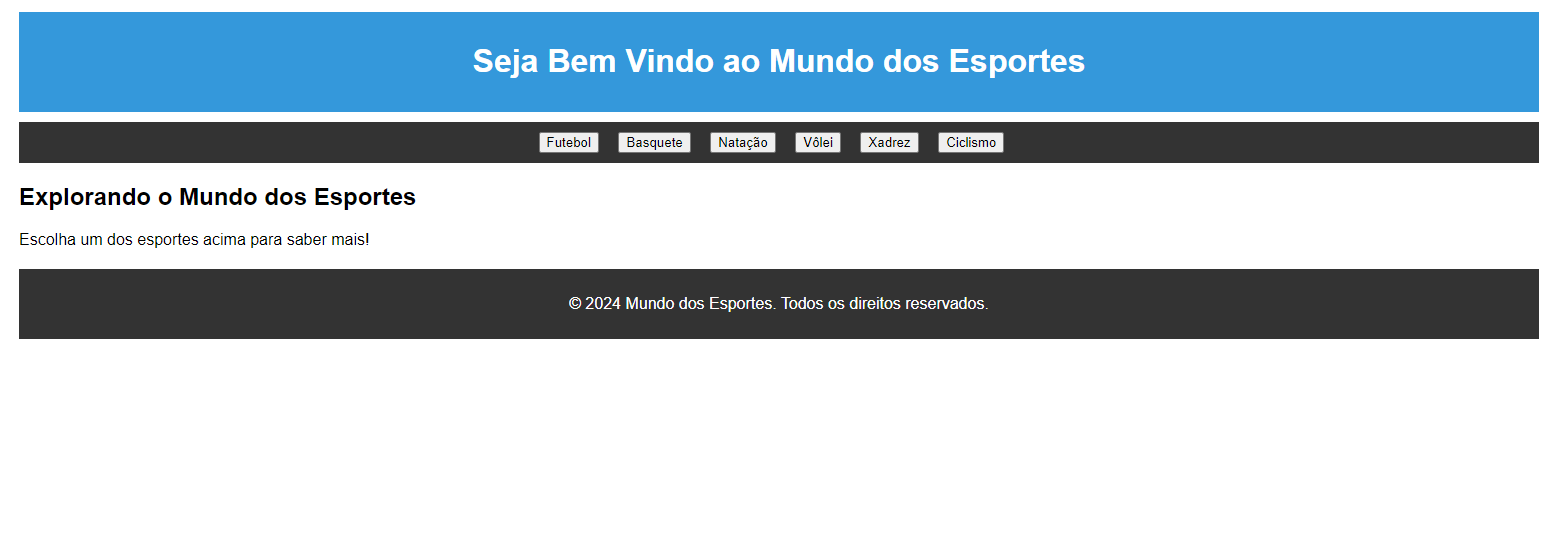 Seja Bem Vindo ao Mundo dos Esportes
Futebol Basquete Natação Vôlei Xadrez Ciclismo
Explorando o Mundo dos Esportes
Escolha um dos esportes acima para saber mais!
© 2024 Mundo dos Esportes. Todos os direitos reservados.